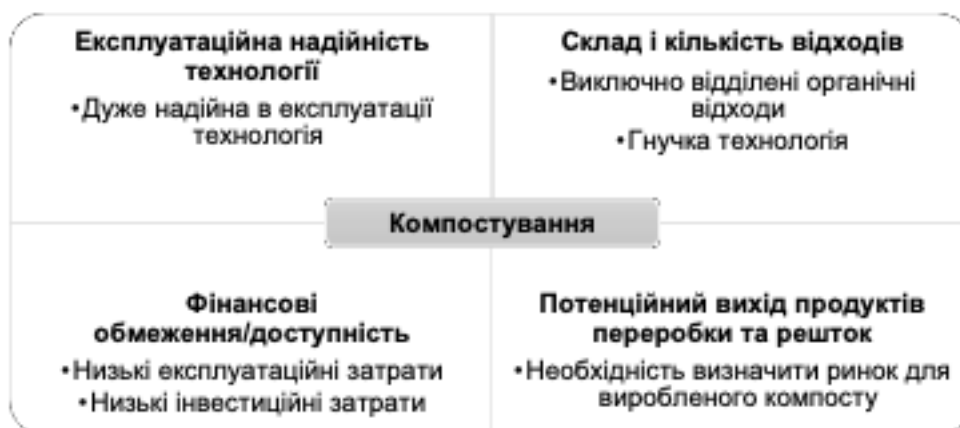 Експлуатаційна надійність
технології
•Дуже надійна в експлуатації
технологія
Склад і кількість відходів
•Виключно відділені органічні
відходи
•Гнучка технологія
Компостування
Фінансові
обмеження/доступність
•Низькі експлуатаційні затрати
•Низькі інвестиційні затрати
Потенційний вихід продуктів
переробки та решток
•Необхідність визначити ринок для
виробленого компосту